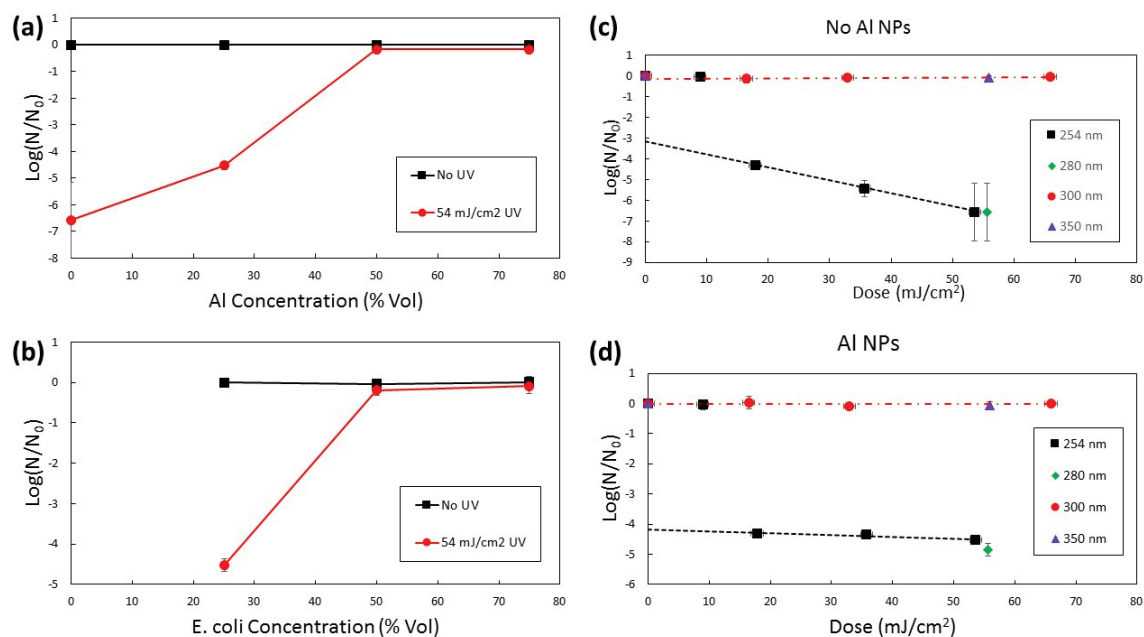 (a)
1
0
-1
-2
-3
-4
-5
-6
-7
-8
Log(N/N0)
No UV
54 mJ/cm2 UV
0 10 20 30 40 50 60 70 80
Al Concentration (% Vol)
(b)
1
0
-1
-2
-3
-4
-5
Log(N/N0)
No UV
54 mJ/cm2 UV
0 10 20 30 40 50 60 70 80
E. coli Concentration (% Vol)
(c)
No Al NPs
1
0
-1
-2
-3
-4
-5
-6
-7
-8
-9
Log(N/N0)
254 nm
280 nm
300 nm
350 nm
0 10 20 30 40 50 60 70 80
Dose (mJ/cm²)
(d)
Al NPs
1
0
-1
-2
-3
-4
-5
-6
Log(N/N0)
254 nm
280 nm
300 nm
350 nm
0 10 20 30 40 50 60 70 80
Dose (mJ/cm²)